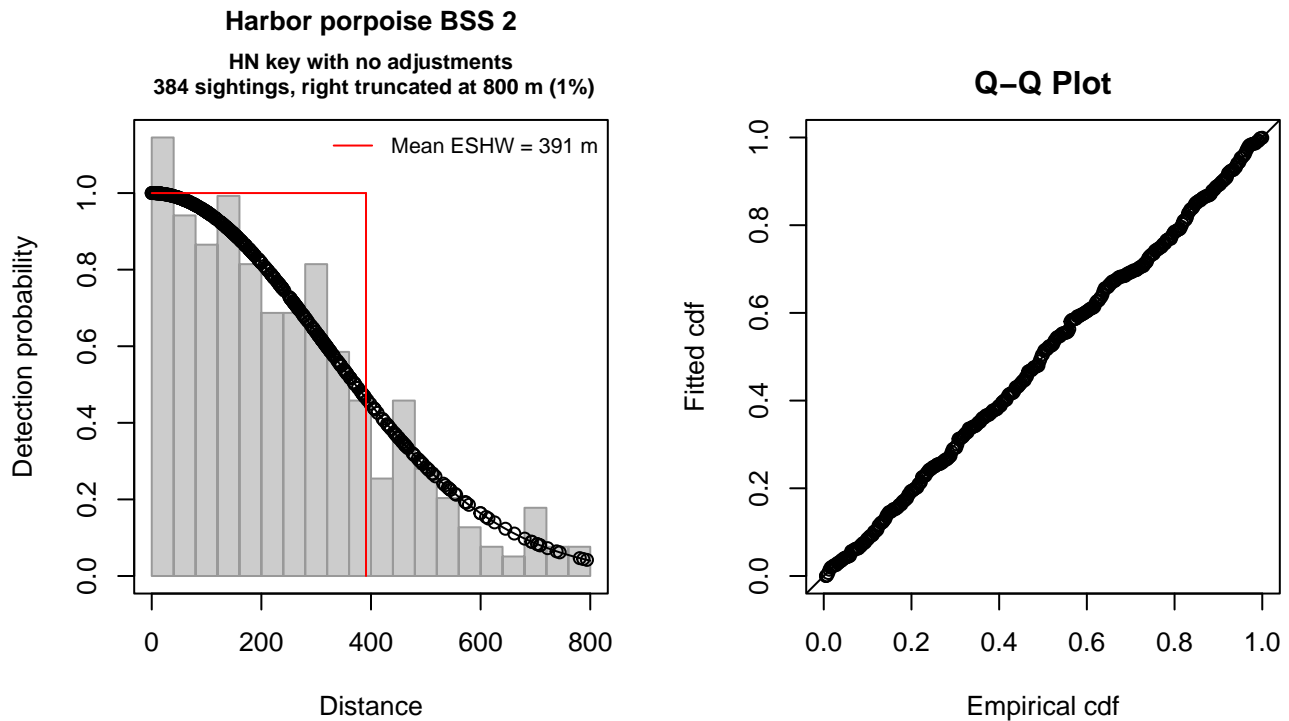 Harbor porpoise BSS 2
HN key with no adjustments
384 sightings, right truncated at 800 m (1%)
Mean ESHW = 391 m
Detection probability
0.0 0.2 0.4 0.6 0.8 1.0
0 200 400 600 800
Distance
Q−Q Plot
Fitted cdf
0.0 0.2 0.4 0.6 0.8 1.0
0.0 0.2 0.4 0.6 0.8 1.0
Empirical cdf